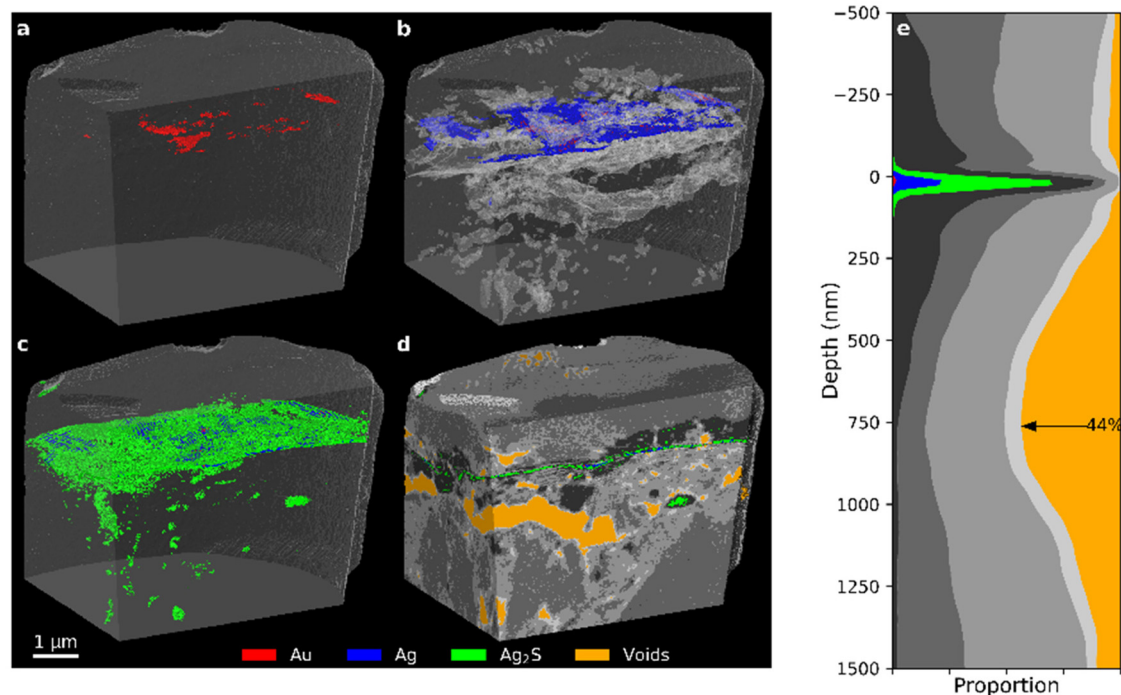 a
b
c
d
1 μm
Au
Ag
Ag₂S
Voids
e
−500
−250
0
250
500
750
1000
1250
1500
Depth (nm)
44%
Proportion